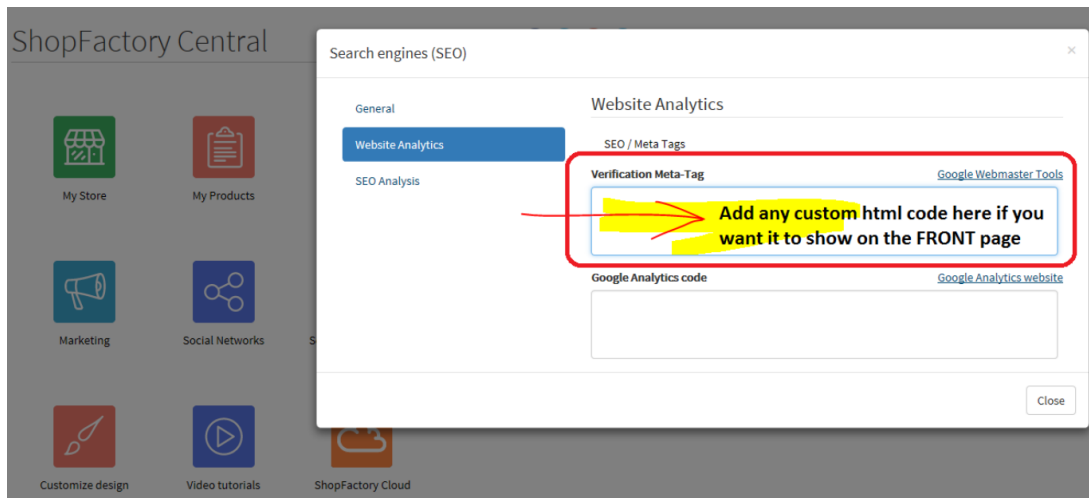 ShopFactory Central
Search engines (SEO)
×
General
Website Analytics
SEO Analysis
Website Analytics
SEO / Meta Tags
Verification Meta-Tag
Google Webmaster Tools
Add any custom html code here if you
want it to show on the FRONT page
Google Analytics code
Google Analytics website
Close
My Store
My Products
Marketing
Social Networks
S
Customize design
Video tutorials
ShopFactory Cloud